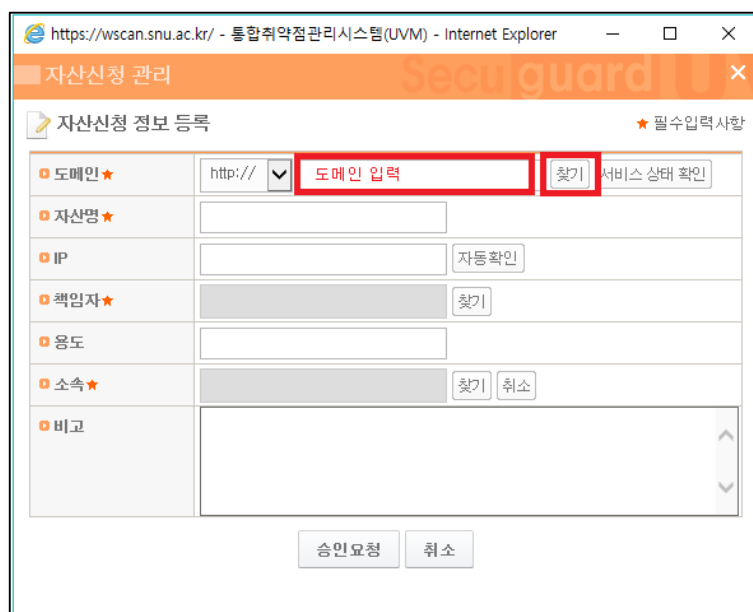 https://wscan.snu.ac.kr/ - 통합취약점관리시스템(UVM) - Internet Explorer
자산신청 관리
Secuiguard U
자산신청 정보 등록
★ 필수입력사항
도메인★ http:// 도메인 입력 찾기 서비스 상태 확인
자산명★
IP 자동확인
책임자★ 찾기
용도
소속★ 찾기 취소
비고
승인요청 취소